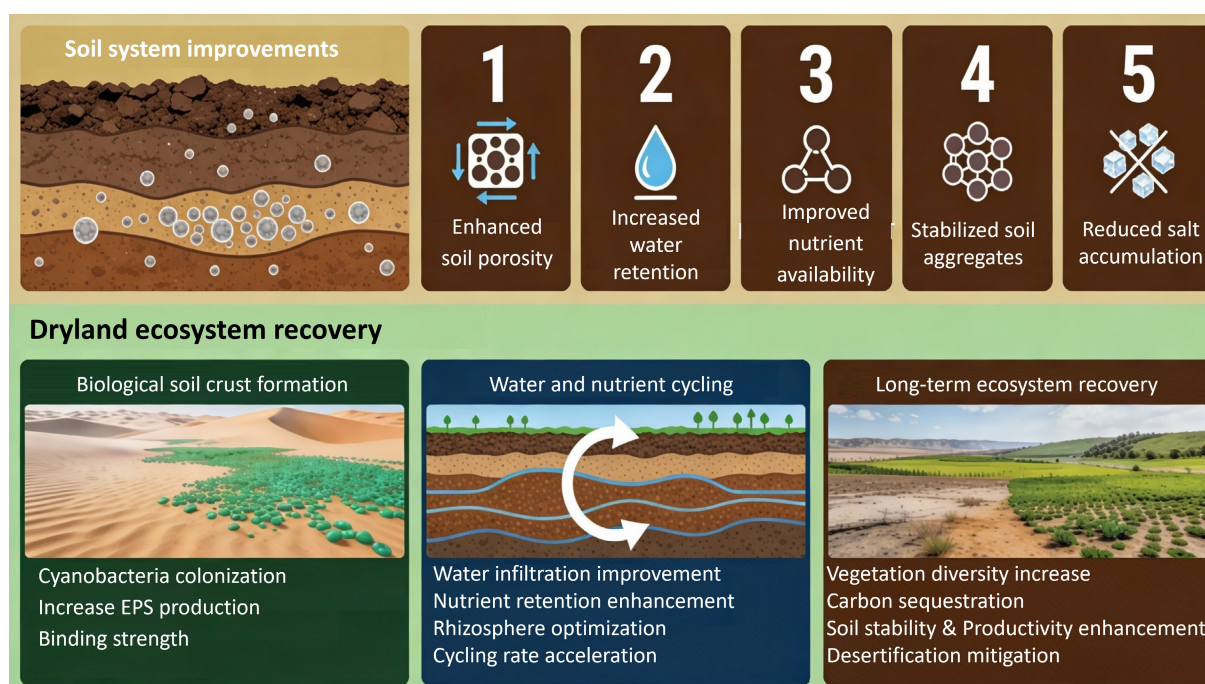 Soil system improvements
1
Enhanced
soil porosity
2
Increased
water
retention
3
Improved
nutrient
availability
4
Stabilized soil
aggregates
5
Reduced salt
accumulation
Dryland ecosystem recovery
Biological soil crust formation
Cyanobacteria colonization
Increase EPS production
Binding strength
Water and nutrient cycling
Water infiltration improvement
Nutrient retention enhancement
Rhizosphere optimization
Cycling rate acceleration
Long-term ecosystem recovery
Vegetation diversity increase
Carbon sequestration
Soil stability & Productivity enhancement
Desertification mitigation